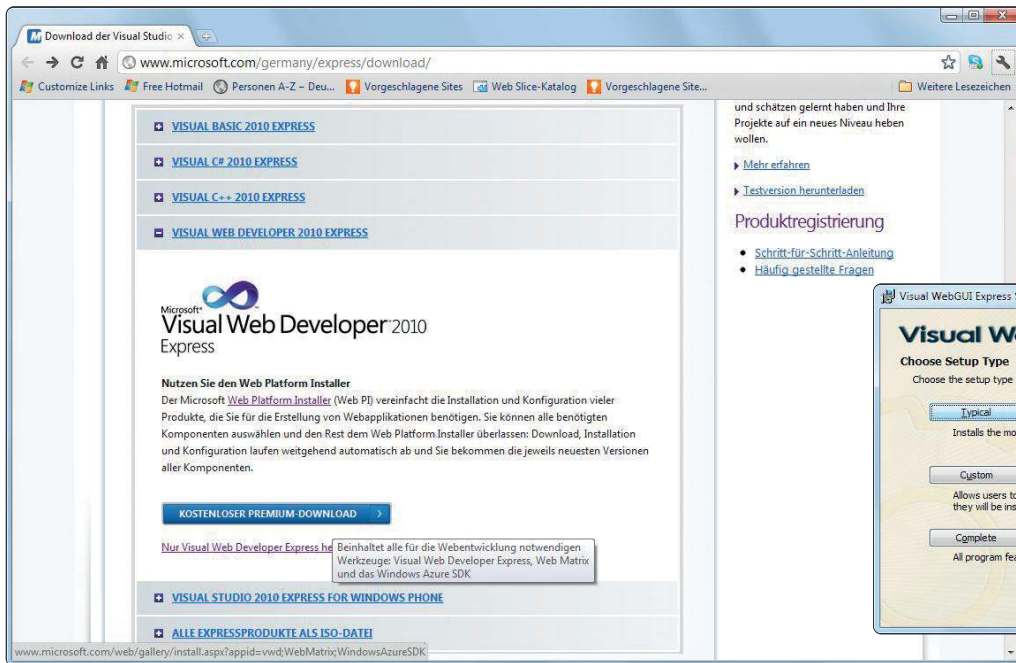 Download der Visual Studio
www.microsoft.com/germany/express/download/
Customize Links Free Hotmail Personen A-Z – Deu... Vorgeschlagene Sites Web Slice-Katalog Vorgeschlagene Site... Weitere Lesezeichen
VISUAL BASIC 2010 EXPRESS
VISUAL C# 2010 EXPRESS
VISUAL C++ 2010 EXPRESS
VISUAL WEB DEVELOPER 2010 EXPRESS
Microsoft®
Visual Web Developer 2010
Express
Nutzen Sie den Web Platform Installer
Der Microsoft Web Platform Installer (Web PI) vereinfacht die Installation und Konfiguration vieler
Produkte, die Sie für die Erstellung von Webapplikationen benötigen. Sie können alle benötigten
Komponenten auswählen und den Rest dem Web Platform Installer überlassen: Download, Installation
und Konfiguration laufen weitgehend automatisch ab und Sie bekommen die jeweils neuesten Versionen
aller Komponenten.
KOSTENLOSER PREMIUM-DOWNLOAD
Nur Visual Web Developer Express he
Beinhaltet alle für die Webentwicklung notwendigen
Werkzeuge: Visual Web Developer Express, Web Matrix
und das Windows Azure SDK
VISUAL STUDIO 2010 EXPRESS FOR WINDOWS PHONE
ALLE EXPRESSPRODUKTE ALS ISO-DATEI
www.microsoft.com/web/gallery/install.aspx?appid=vwd;WebMatrix;WindowsAzureSDK
und schätzen gelernt haben und Ihre
Projekte auf ein neues Niveau heben
wollen.
Mehr erfahren
Testversion herunterladen
Produktregistrierung
Schritt-für-Schritt-Anleitung
Häufig gestellte Fragen
Visual WebGUI Express
Visual W
Choose Setup Type
Choose the setup type
Typical
Installs the mo
Custom
Allows users to
they will be ins
Complete
All program fea